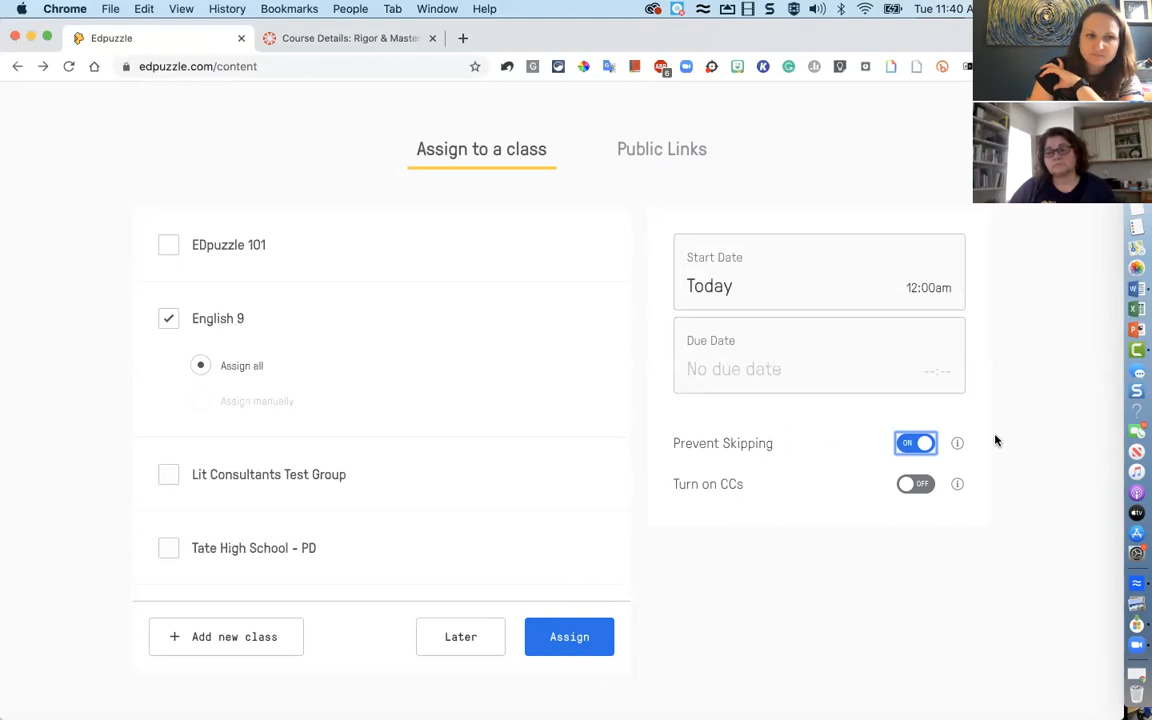 Chrome File Edit View History Bookmarks People Tab Window Help Tue 11:40 A
Edpuzzle
Course Details: Rigor & Master
edpuzzle.com/content
6
Assign to a class
Public Links
EDpuzzle 101
English 9
Assign all
Assign manually
Lit Consultants Test Group
Tate High School - PD
+ Add new class
Later
Assign
Start Date
Today
12:00am
Due Date
No due date
--:--
Prevent Skipping
ON
Turn on CCs
OFF